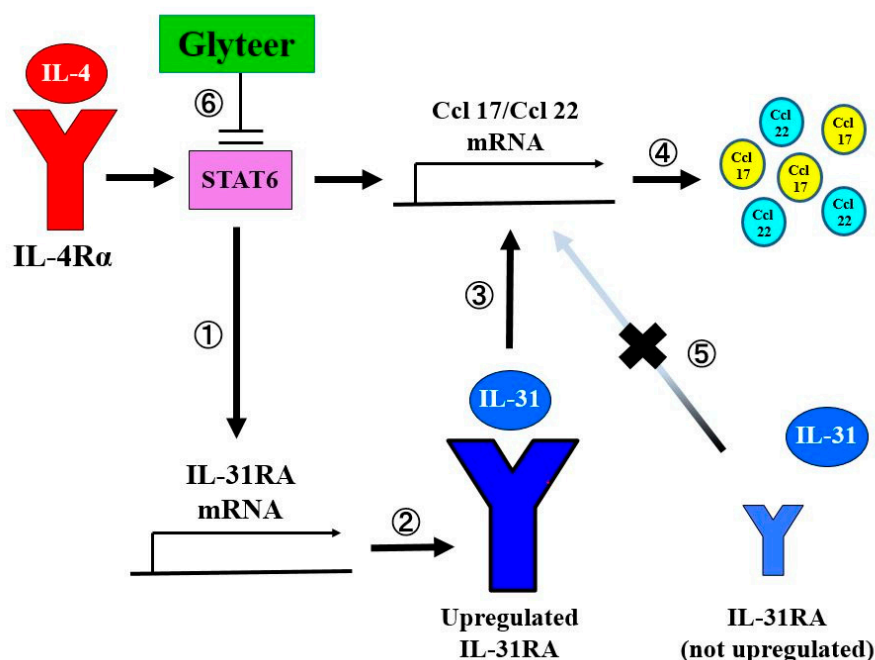 Glyteer
IL-4
⑥
Ccl 17/Ccl 22
mRNA
④
Ccl
22
Ccl
17
Ccl
17
Ccl
17
Ccl
22
Ccl
22
STAT6
IL-4Rα
①
③
⑤
IL-31
IL-31
IL-31RA
mRNA
②
Upregulated
IL-31RA
IL-31RA
(not upregulated)